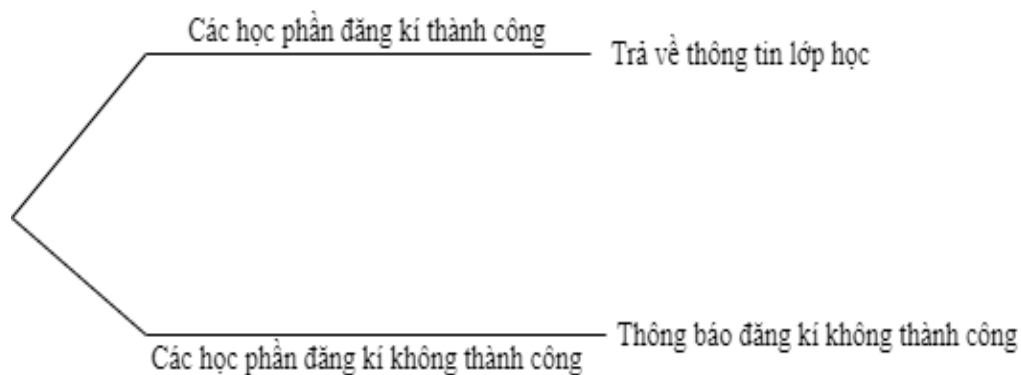 Các học phần đăng kí thành công
Trả về thông tin lớp học
Thông báo đăng kí không thành công
Các học phần đăng kí không thành công